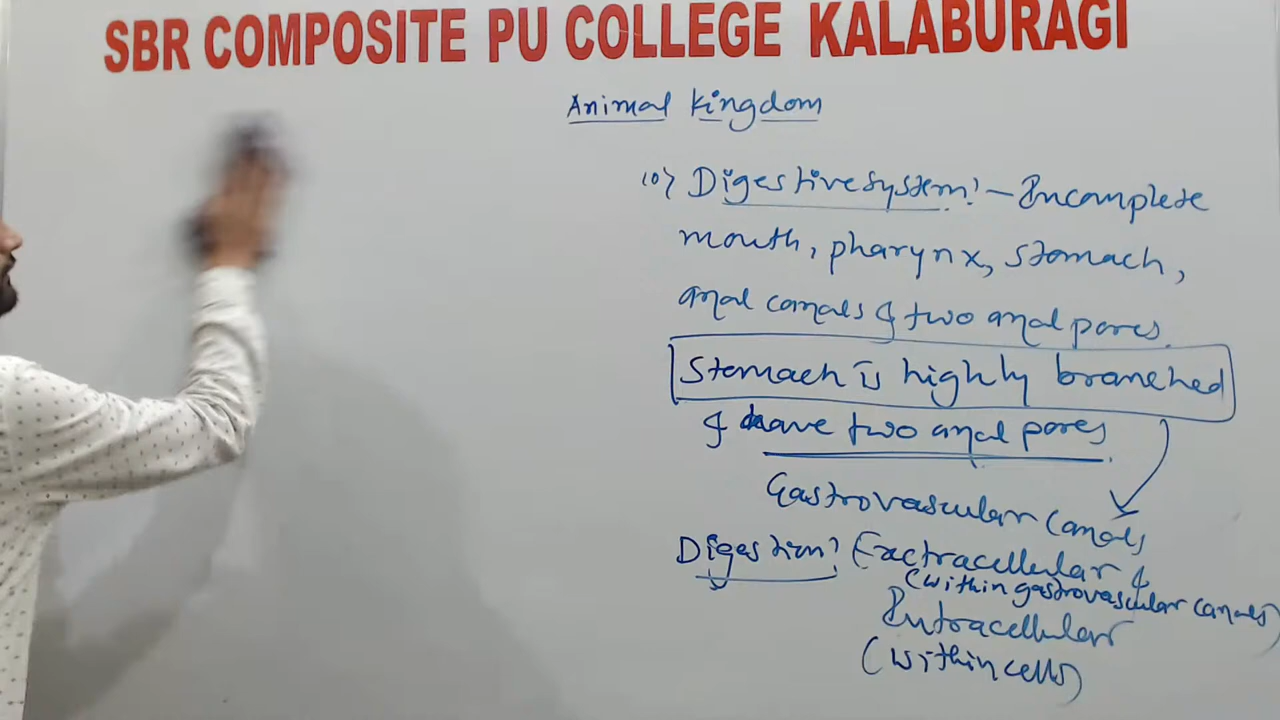 SBR COMPOSITE PU COLLEGE KALABURAGI
Animal Kingdom
10) Digestive system:- Incomplete
mouth, pharynx, stomach,
anal canals & two anal pores.
Stomach is highly branched
& have two anal pores.
Gastrovascular canals
Digestion: Exctracellular &
(within gastrovascular canals)
Intracellular
(within cells)